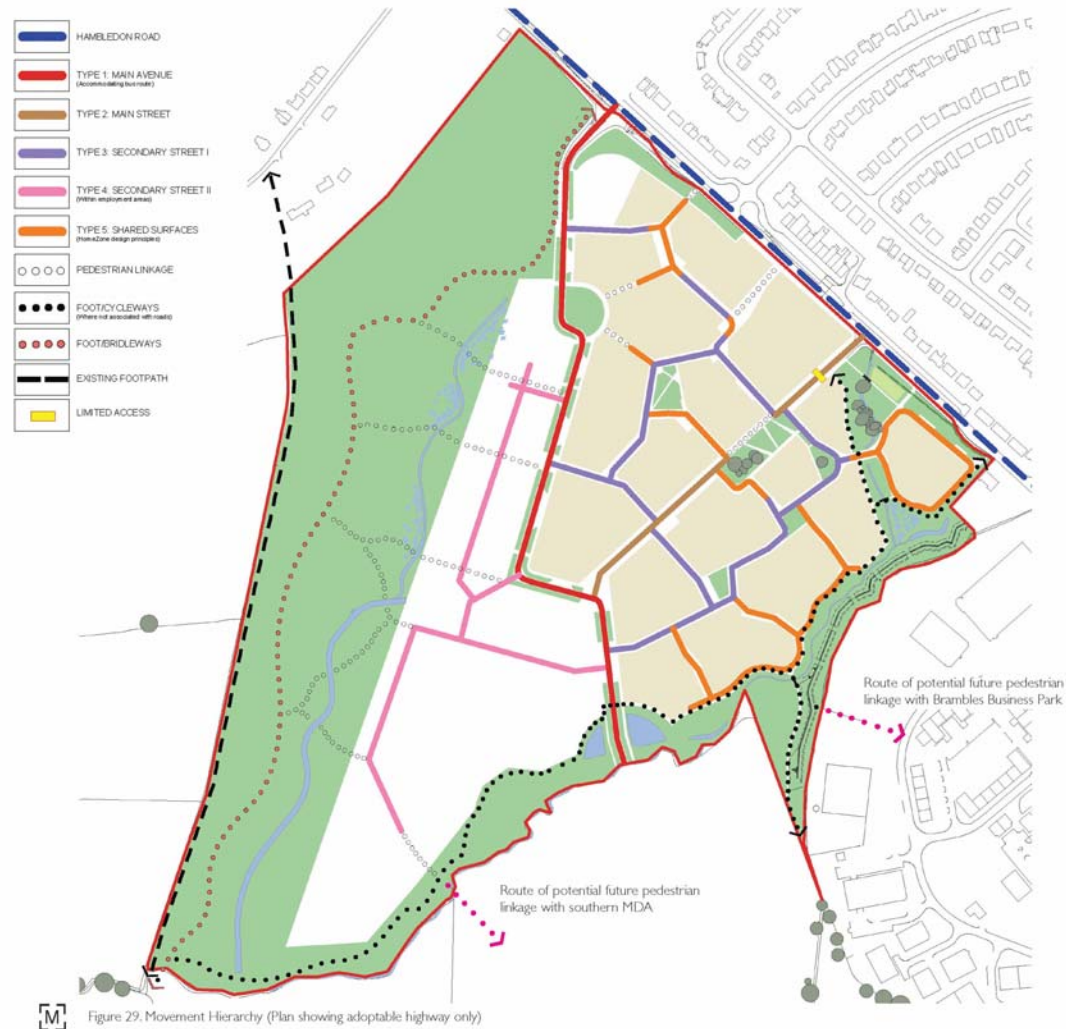 HAMBLEDON ROAD
TYPE 1: MAIN AVENUE
(Accommodating bus route)
TYPE 2: MAIN STREET
TYPE 3: SECONDARY STREET I
TYPE 4: SECONDARY STREET II
(Within employment areas)
TYPE 5: SHARED SURFACES
(HomeZone design principles)
PEDESTRIAN LINKAGE
FOOT/CYCLEWAYS
(Where not associated with roads)
FOOT/BRIDLEWAYS
EXISTING FOOTPATH
LIMITED ACCESS
Route of potential future pedestrian
linkage with Brambles Business Park
Route of potential future pedestrian
linkage with southern MDA
M
Figure 29. Movement Hierarchy (Plan showing adoptable highway only)